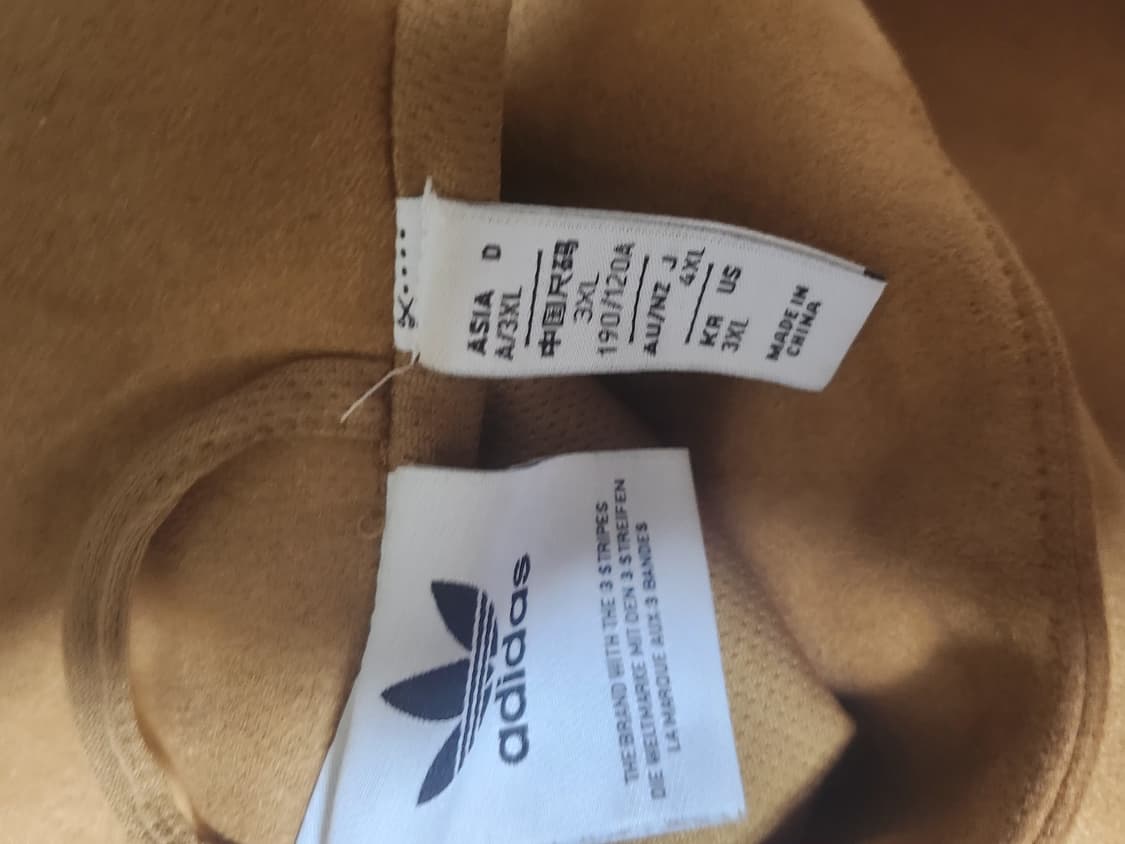 ASIA D
A/3XL
中国尺码
3XL
190/120A
AU/NZ J
4XL
KR US
3XL
MADE IN
CHINA
adidas
THE BRAND WITH THE 3 STRIPES
DIE WELTMARKE MIT DEN 3 STREIFEN
LA MARQUE AUX 3 BANDES